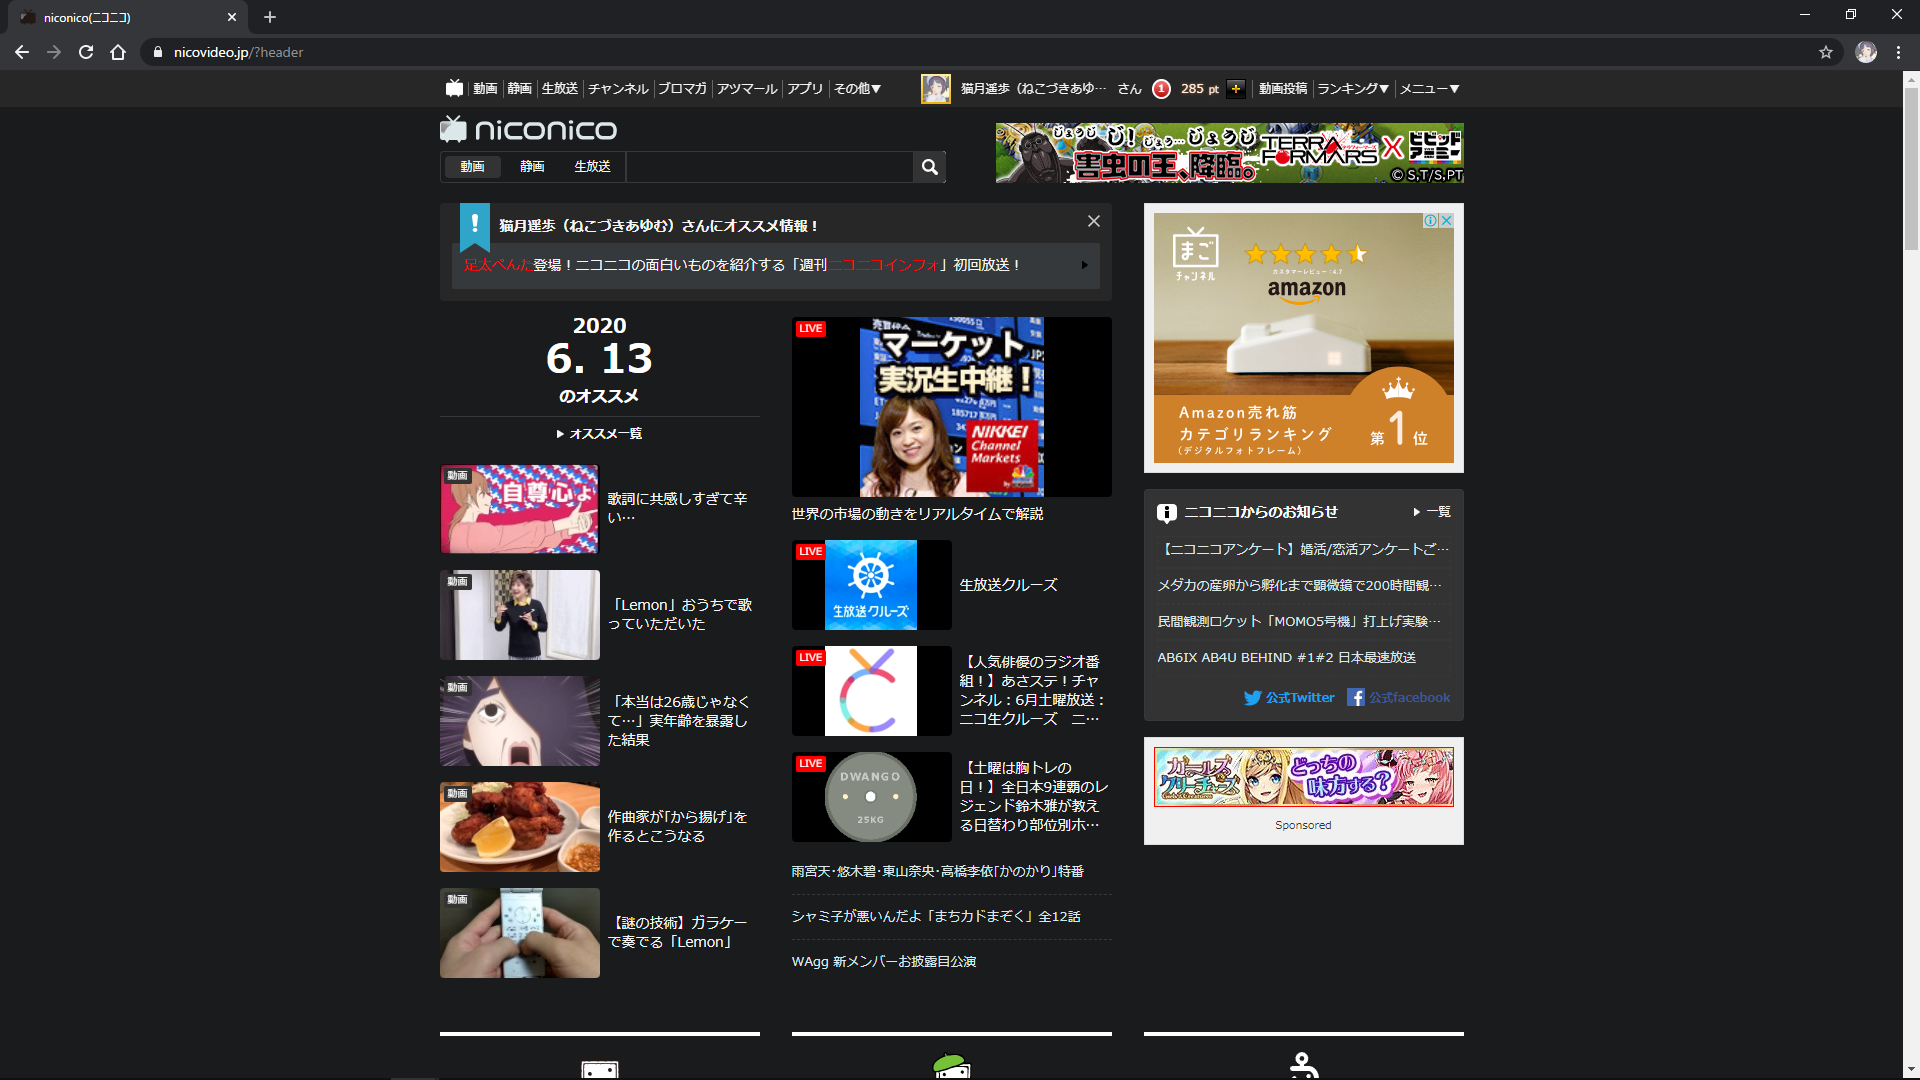 niconico(ニコニコ)
nicovideo.jp/?header
動画 静画 生放送 チャンネル ブロマガ アツマール アプリ その他▼
猫月遥歩（ねこづきあゆ… さん 1 285 pt + 動画投稿 ランキング▼ メニュー▼
niconico
動画 静画 生放送
じょうじ じ！じょう…じょうじ
害虫の王、降臨。
TERRA FORMARS × ビビッドアーミー
© S,T/S,PT
猫月遥歩（ねこづきあゆむ）さんにオススメ情報！
足太ぺんた登場！ニコニコの面白いものを紹介する「週刊ニコニコインフォ」初回放送！
2020
6. 13
のオススメ
オススメ一覧
動画
自尊心よ
歌詞に共感しすぎて辛
い…
動画
「Lemon」おうちで歌
っていただいた
動画
「本当は26歳じゃなく
て…」実年齢を暴露し
た結果
動画
作曲家が｢から揚げ｣を
作るとこうなる
動画
【謎の技術】ガラケー
で奏でる「Lemon」
LIVE
マーケット
実況生中継！
NIKKEI
Channel
Markets
世界の市場の動きをリアルタイムで解説
LIVE
生放送クルーズ
生放送クルーズ
LIVE
【人気俳優のラジオ番
組！】あさステ！チャ
ンネル：6月土曜放送：
ニコ生クルーズ　ニ…
LIVE
DWANGO
25KG
【土曜は胸トレの
日！】全日本9連覇のレ
ジェンド鈴木雅が教え
る日替わり部位別ホ…
雨宮天･悠木碧･東山奈央･高橋李依｢かのかり｣特番
シャミ子が悪いんだよ「まちカドまぞく」全12話
WAgg 新メンバーお披露目公演
まご
チャンネル
カスタマーレビュー：4.7
amazon
Amazon売れ筋
カテゴリランキング
(デジタルフォトフレーム)
第1位
ニコニコからのお知らせ
一覧
【ニコニコアンケート】婚活/恋活アンケートご…
メダカの産卵から孵化まで顕微鏡で200時間観…
民間観測ロケット「MOMO5号機」打上げ実験…
AB6IX AB4U BEHIND #1#2 日本最速放送
公式Twitter 公式facebook
ガールズ
クリーチャーズ
どっちの
味方する?
Sponsored